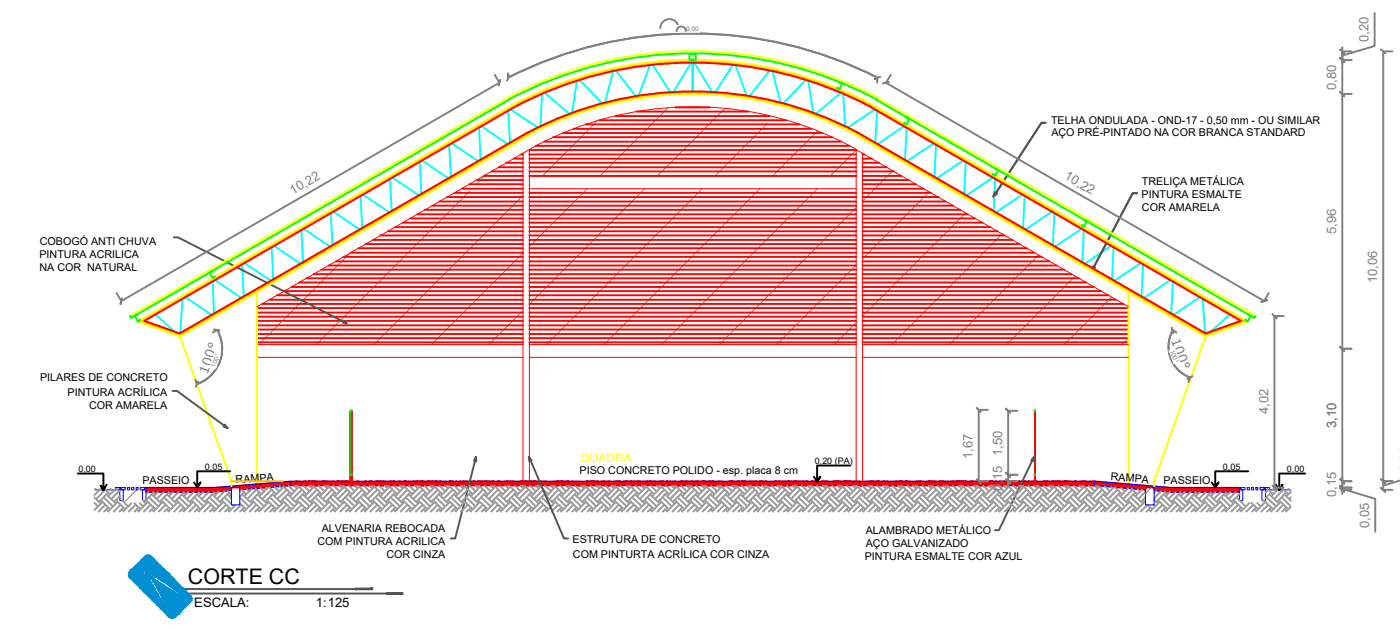 9,00
0,20
0,80
TELHA ONDULADA - OND-17 - 0,50 mm - OU SIMILAR
AÇO PRÉ-PINTADO NA COR BRANCA STANDARD
10,22
10,22
TRELIÇA METÁLICA
PINTURA ESMALTE
COR AMARELA
5,96
10,06
COBOGÓ ANTI CHUVA
PINTURA ACRILICA
NA COR NATURAL
100°
100°
PILARES DE CONCRETO
PINTURA ACRÍLICA
COR AMARELA
4,02
3,10
1,67
1,50
,15
0,15
0,05
QUADRA
PISO CONCRETO POLIDO - esp. placa 8 cm
0,20 (PA)
0.00
PASSEIO
0,05
RAMPA
RAMPA
PASSEIO
0,05
0.00
ALVENARIA REBOCADA
COM PINTURA ACRILICA
COR CINZA
ESTRUTURA DE CONCRETO
COM PINTURTA ACRÍLICA COR CINZA
ALAMBRADO METÁLICO
AÇO GALVANIZADO
PINTURA ESMALTE COR AZUL
CORTE CC
ESCALA: 1:125